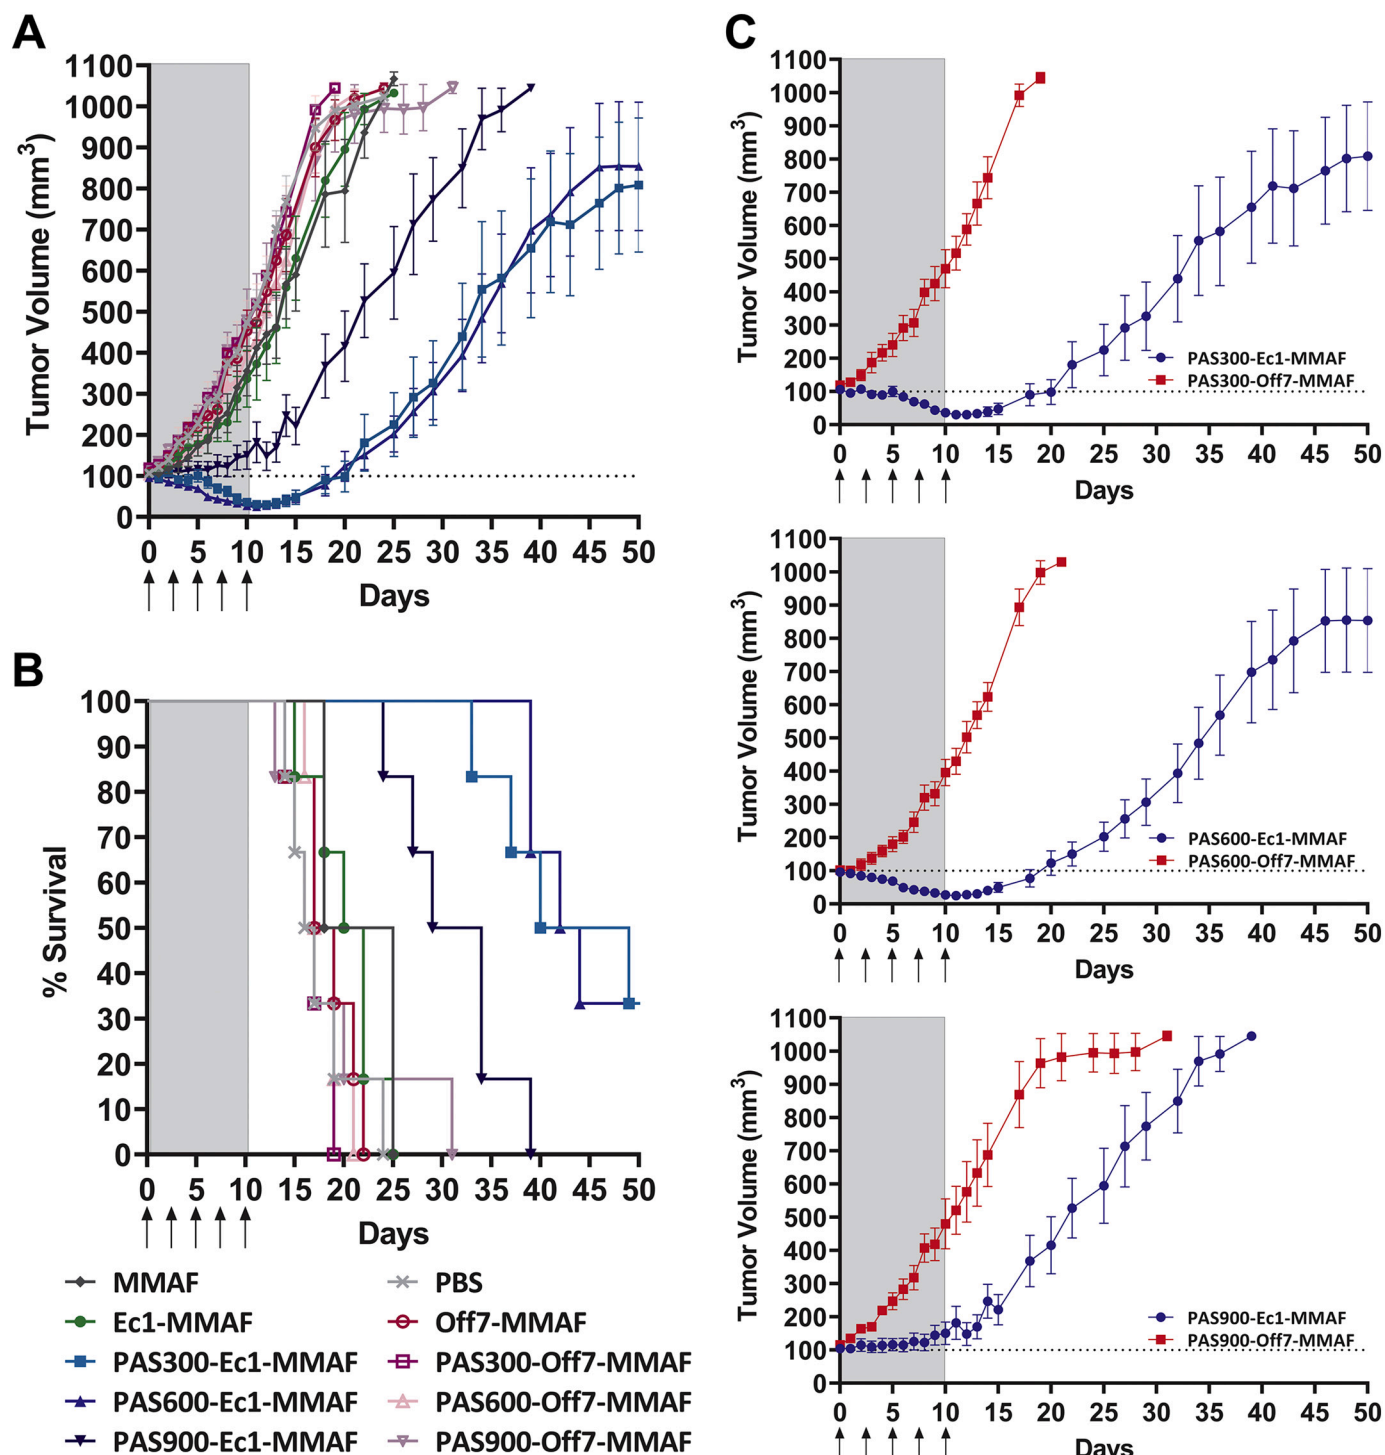 A
1100
1000
900
800
700
600
500
400
300
200
100
0
Tumor Volume (mm3)
0 5 10 15 20 25 30 35 40 45 50
Days
B
100
90
80
70
60
50
40
30
20
10
0
% Survival
0 5 10 15 20 25 30 35 40 45 50
Days
MMAF PBS
Ec1-MMAF Off7-MMAF
PAS300-Ec1-MMAF PAS300-Off7-MMAF
PAS600-Ec1-MMAF PAS600-Off7-MMAF
PAS900-Ec1-MMAF PAS900-Off7-MMAF
C
1100
1000
900
800
700
600
500
400
300
200
100
0
Tumor Volume (mm3)
PAS300-Ec1-MMAF
PAS300-Off7-MMAF
0 5 10 15 20 25 30 35 40 45 50
Days
1100
1000
900
800
700
600
500
400
300
200
100
0
Tumor Volume (mm3)
PAS600-Ec1-MMAF
PAS600-Off7-MMAF
0 5 10 15 20 25 30 35 40 45 50
Days
1100
1000
900
800
700
600
500
400
300
200
100
0
Tumor Volume (mm3)
PAS900-Ec1-MMAF
PAS900-Off7-MMAF
0 5 10 15 20 25 30 35 40 45 50
Days